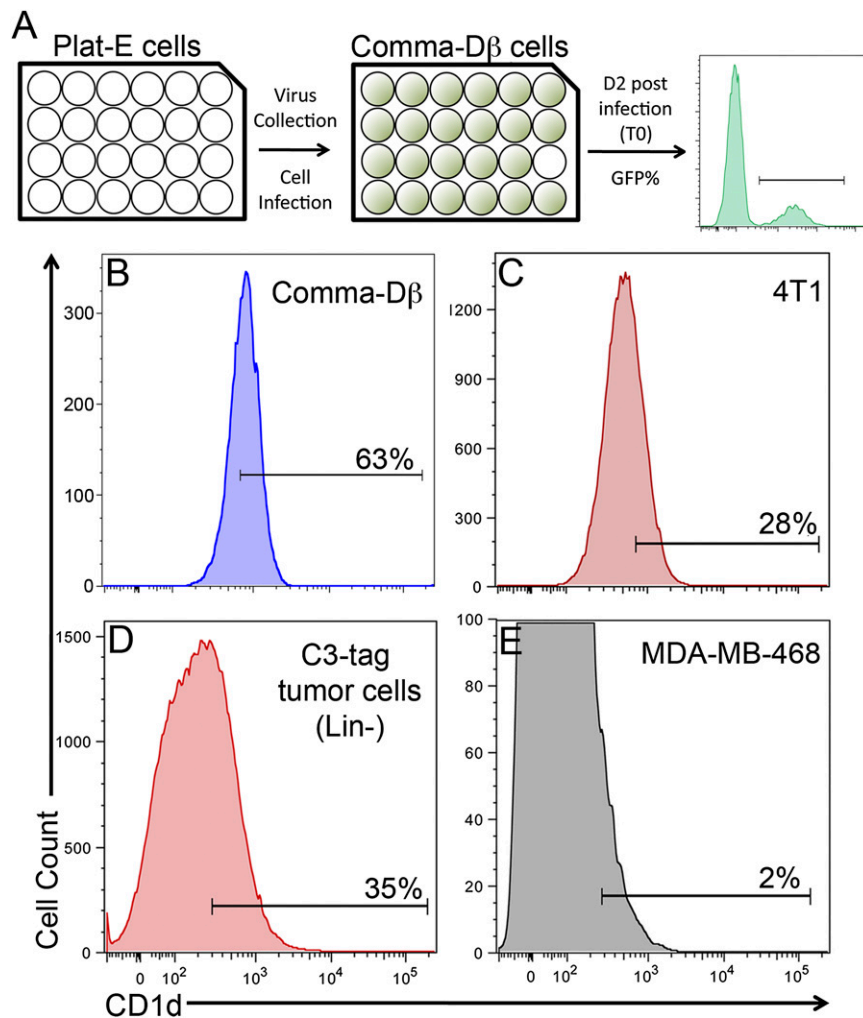 A
Plat-E cells
Virus
Collection
Cell
Infection
Comma-Dβ cells
D2 post
infection
(T0)
GFP%
B
Comma-Dβ
300
200
100
0
63%
C
4T1
1200
900
600
300
0
28%
D
C3-tag
tumor cells
(Lin-)
1500
1000
500
0
35%
0 10² 10³ 10⁴ 10⁵
E
MDA-MB-468
100
80
60
40
20
0
2%
0 10² 10³ 10⁴ 10⁵
Cell Count
CD1d